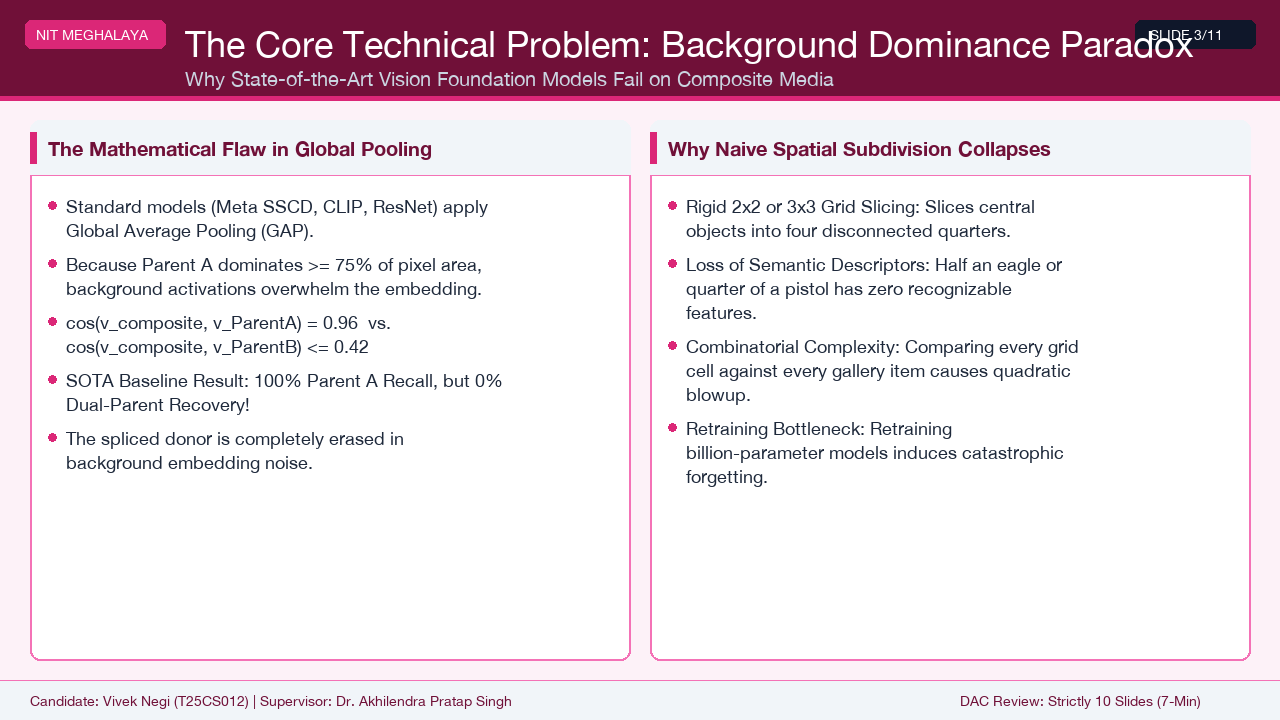 NIT MEGHALAYA
The Core Technical Problem: Background Dominance Paradox
SLIDE 3/11
Why State-of-the-Art Vision Foundation Models Fail on Composite Media
The Mathematical Flaw in Global Pooling
Standard models (Meta SSCD, CLIP, ResNet) apply
Global Average Pooling (GAP).
Because Parent A dominates >= 75% of pixel area,
background activations overwhelm the embedding.
cos(v_composite, v_ParentA) = 0.96  vs.
cos(v_composite, v_ParentB) <= 0.42
SOTA Baseline Result: 100% Parent A Recall, but 0%
Dual-Parent Recovery!
The spliced donor is completely erased in
background embedding noise.
Why Naive Spatial Subdivision Collapses
Rigid 2x2 or 3x3 Grid Slicing: Slices central
objects into four disconnected quarters.
Loss of Semantic Descriptors: Half an eagle or
quarter of a pistol has zero recognizable
features.
Combinatorial Complexity: Comparing every grid
cell against every gallery item causes quadratic
blowup.
Retraining Bottleneck: Retraining
billion-parameter models induces catastrophic
forgetting.
Candidate: Vivek Negi (T25CS012) | Supervisor: Dr. Akhilendra Pratap Singh
DAC Review: Strictly 10 Slides (7-Min)